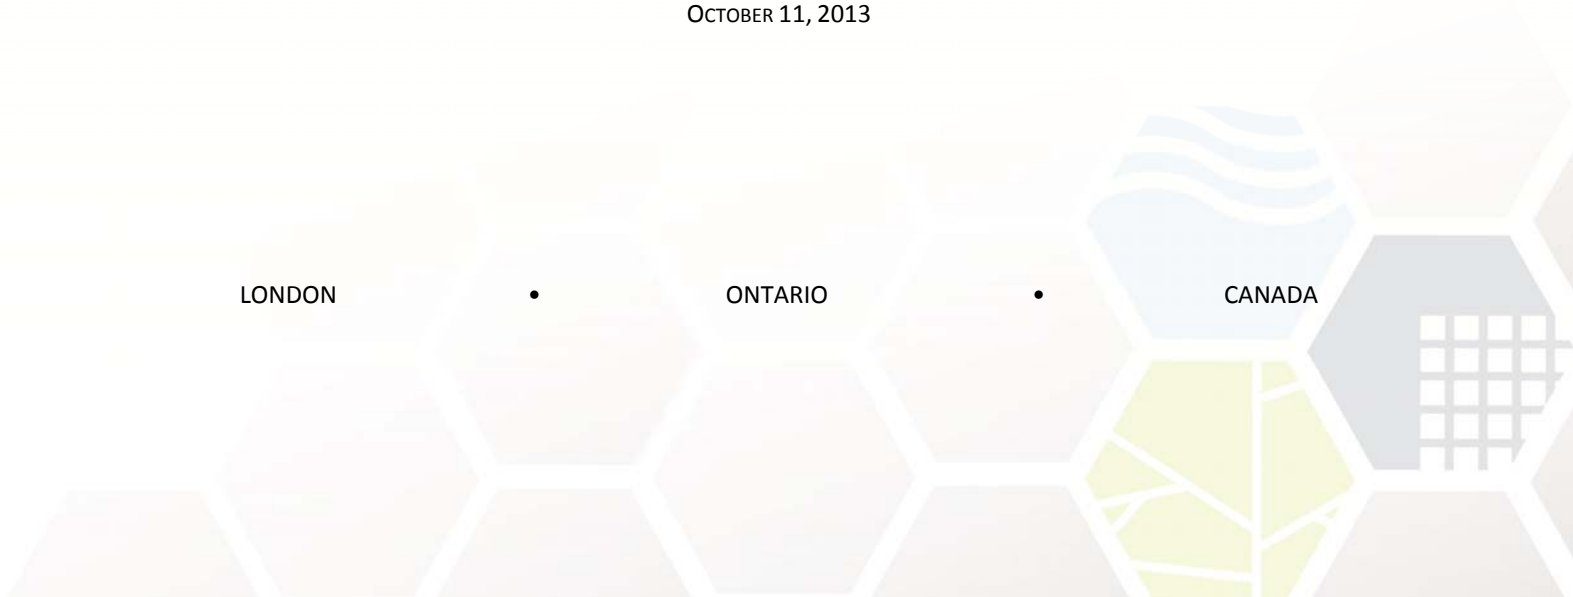 OCTOBER 11, 2013
LONDON • ONTARIO • CANADA